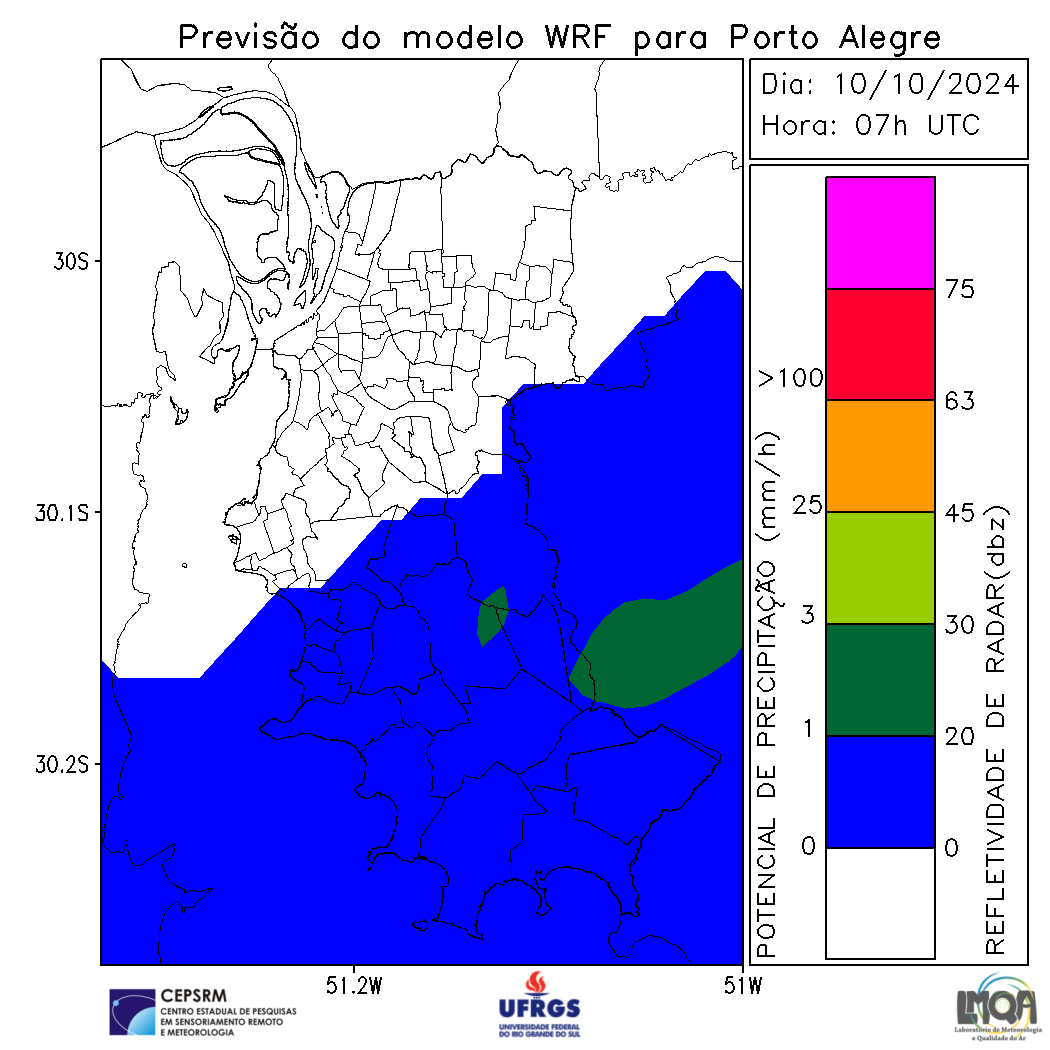 Previsão do modelo WRF para Porto Alegre
Dia: 10/10/2024
Hora: 07h UTC
30S
30.1S
30.2S
51.2W
51W
POTENCIAL DE PRECIPITAÇÃO (mm/h)
>100
25
3
1
0
75
63
45
30
20
0
REFLETIVIDADE DE RADAR(dbz)
CEPSRM
CENTRO ESTADUAL DE PESQUISAS
EM SENSORIAMENTO REMOTO
E METEOROLOGIA
UFRGS
UNIVERSIDADE FEDERAL
DO RIO GRANDE DO SUL
LMQA
Laboratório de Meteorologia
e Qualidade do Ar